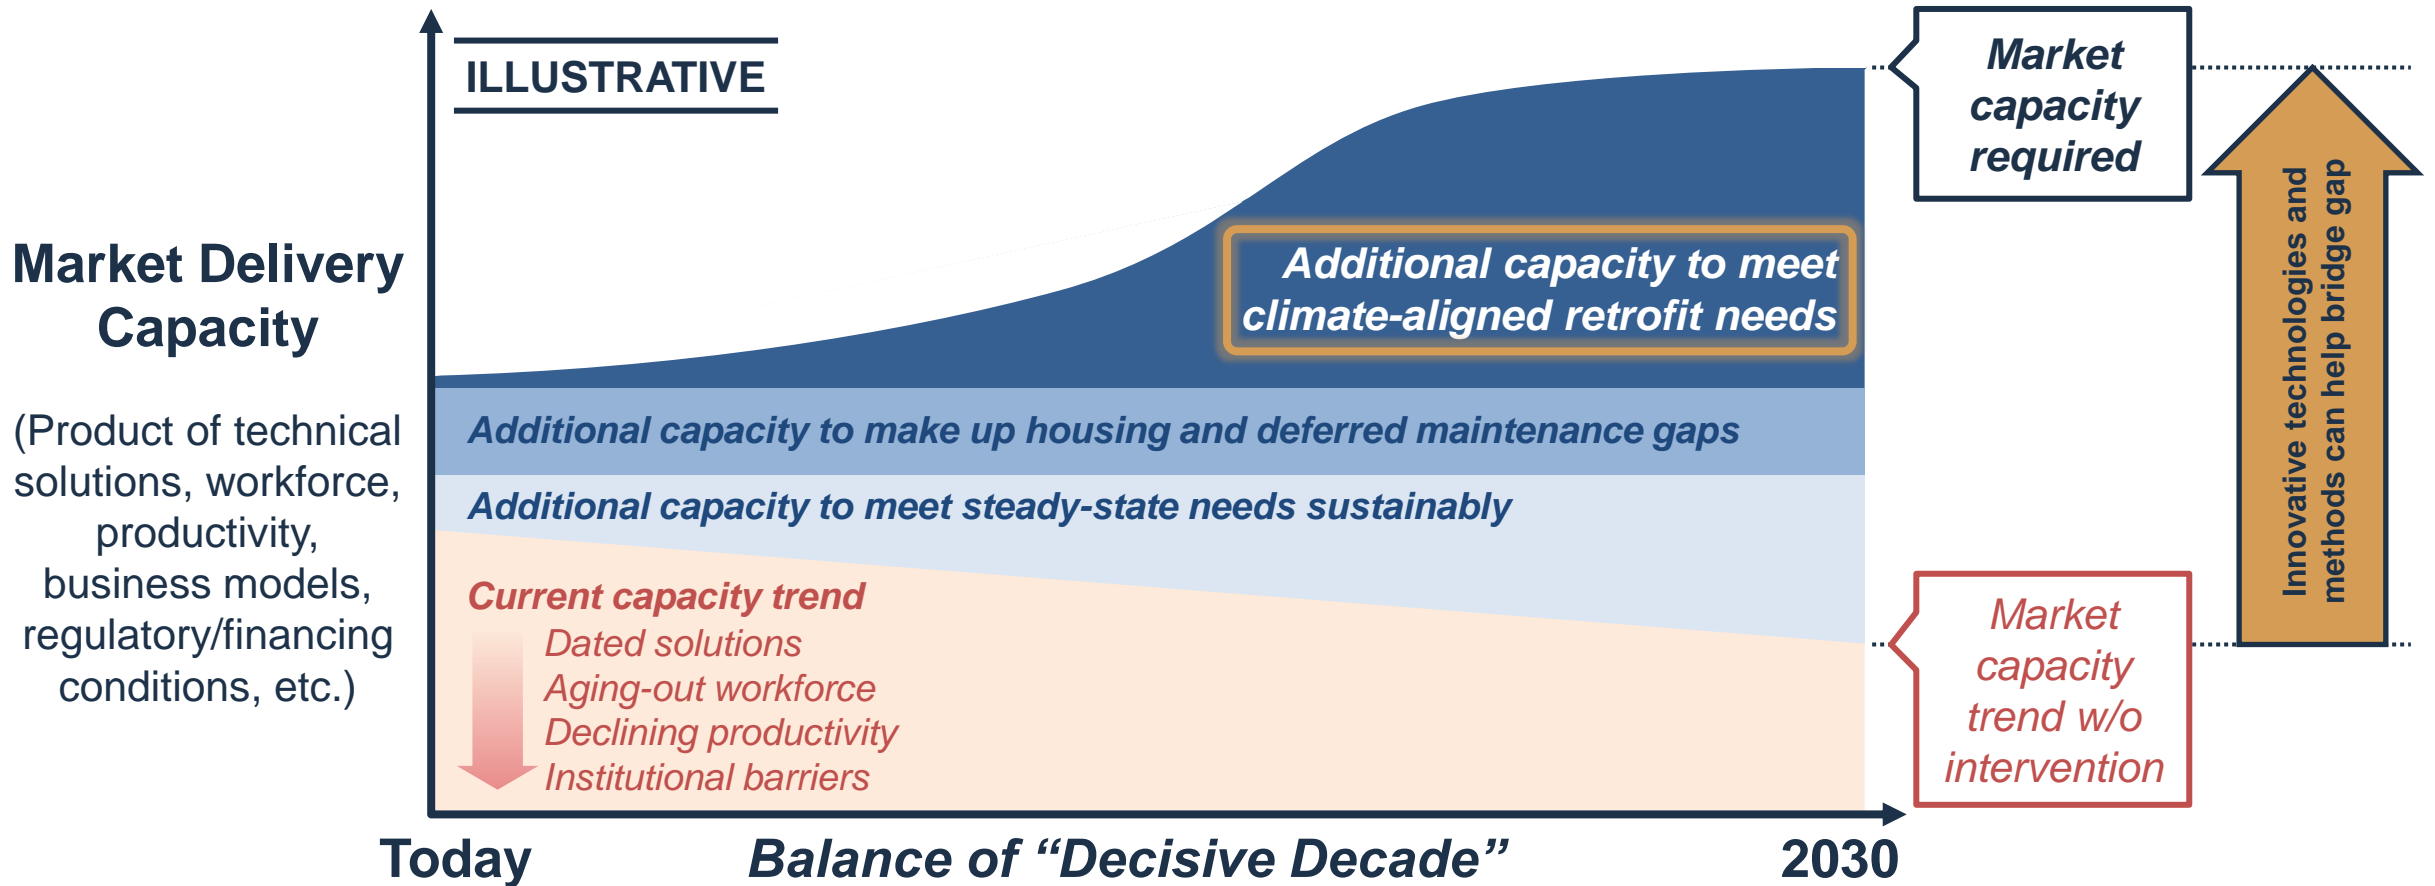 ILLUSTRATIVE
Market Delivery
Capacity
(Product of technical
solutions, workforce,
productivity,
business models,
regulatory/financing
conditions, etc.)
Additional capacity to meet
climate-aligned retrofit needs
Additional capacity to make up housing and deferred maintenance gaps
Additional capacity to meet steady-state needs sustainably
Current capacity trend
Dated solutions
Aging-out workforce
Declining productivity
Institutional barriers
Market
capacity
required
Market
capacity
trend w/o
intervention
Innovative technologies and
methods can help bridge gap
Today
Balance of “Decisive Decade”
2030